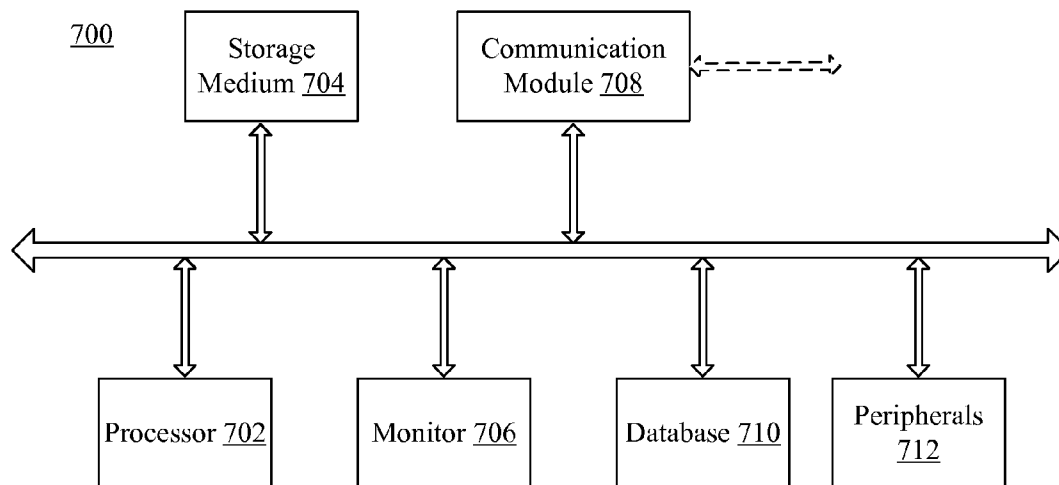 700
Storage
Medium 704
Communication
Module 708
Processor 702
Monitor 706
Database 710
Peripherals
712